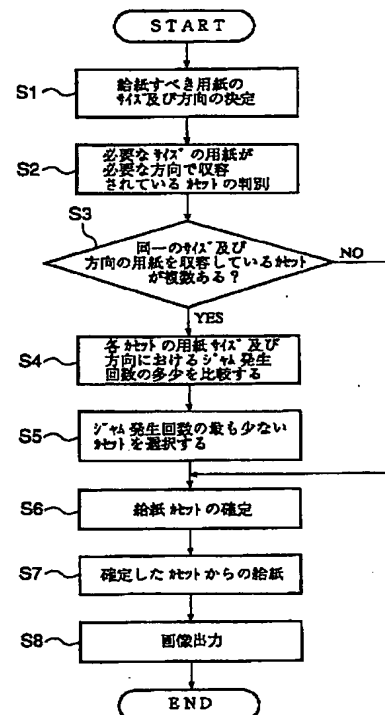 START
S1
給紙すべき用紙の
サイズ及び方向の決定
S2
必要なサイズの用紙が
必要な方向で収容
されているカセットの判別
S3
同一のサイズ及び
方向の用紙を収容しているカセット
が複数ある?
NO
YES
S4
各カセットの用紙サイズ及び
方向におけるジャム発生
回数の多少を比較する
S5
ジャム発生回数の最も少ない
カセットを選択する
S6
給紙カセットの確定
S7
確定したカセットからの給紙
S8
画像出力
END